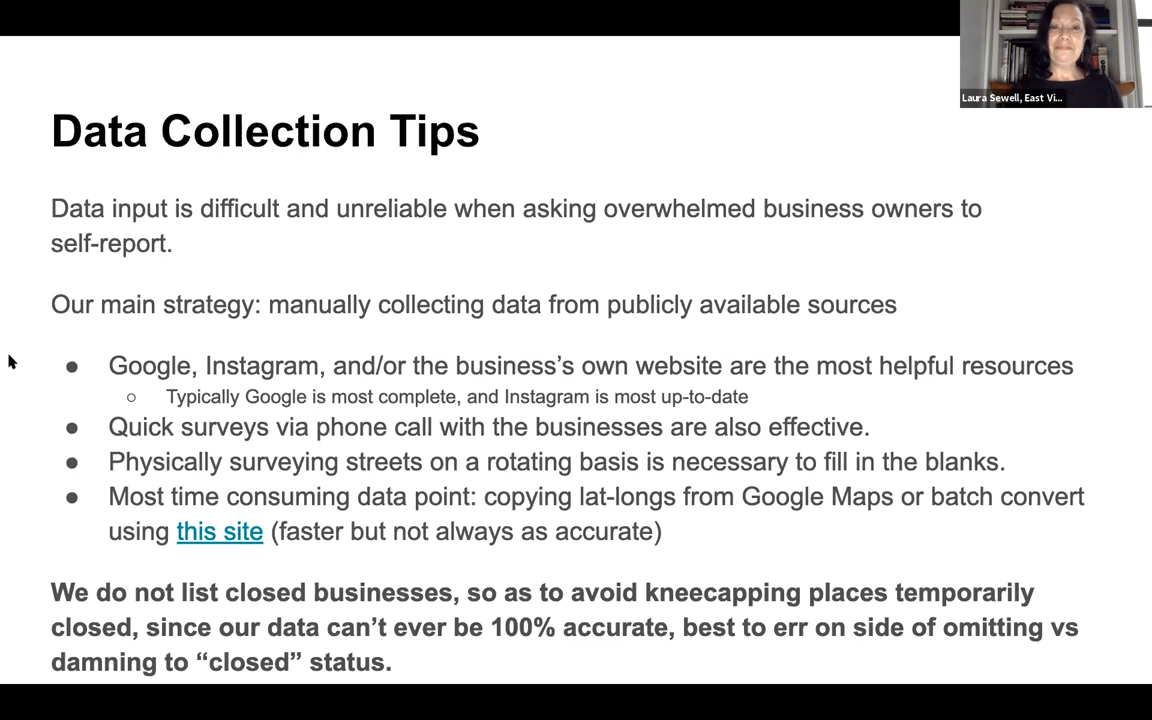 Laura Sewell, East Vi...
Data Collection Tips
Data input is difficult and unreliable when asking overwhelmed business owners to
self-report.
Our main strategy: manually collecting data from publicly available sources
● Google, Instagram, and/or the business’s own website are the most helpful resources
○ Typically Google is most complete, and Instagram is most up-to-date
● Quick surveys via phone call with the businesses are also effective.
● Physically surveying streets on a rotating basis is necessary to fill in the blanks.
● Most time consuming data point: copying lat-longs from Google Maps or batch convert
using this site (faster but not always as accurate)
We do not list closed businesses, so as to avoid kneecapping places temporarily
closed, since our data can’t ever be 100% accurate, best to err on side of omitting vs
damning to “closed” status.